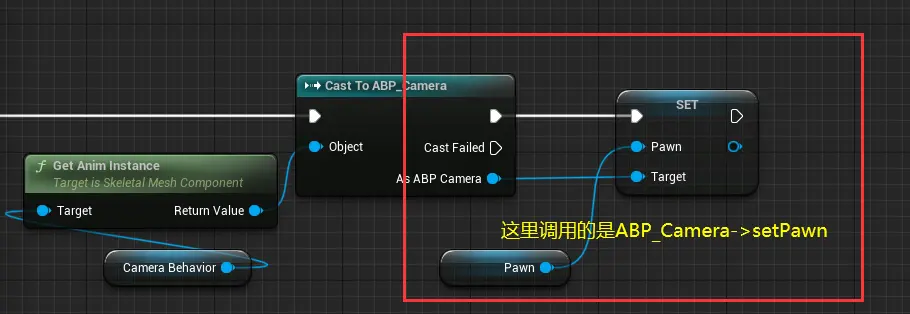 Cast To ABP_Camera
SET
Object
Cast Failed
Pawn
As ABP Camera
Target
f Get Anim Instance
Target is Skeletal Mesh Component
Target
Return Value
这里调用的是ABP_Camera->setPawn
Camera Behavior
Pawn